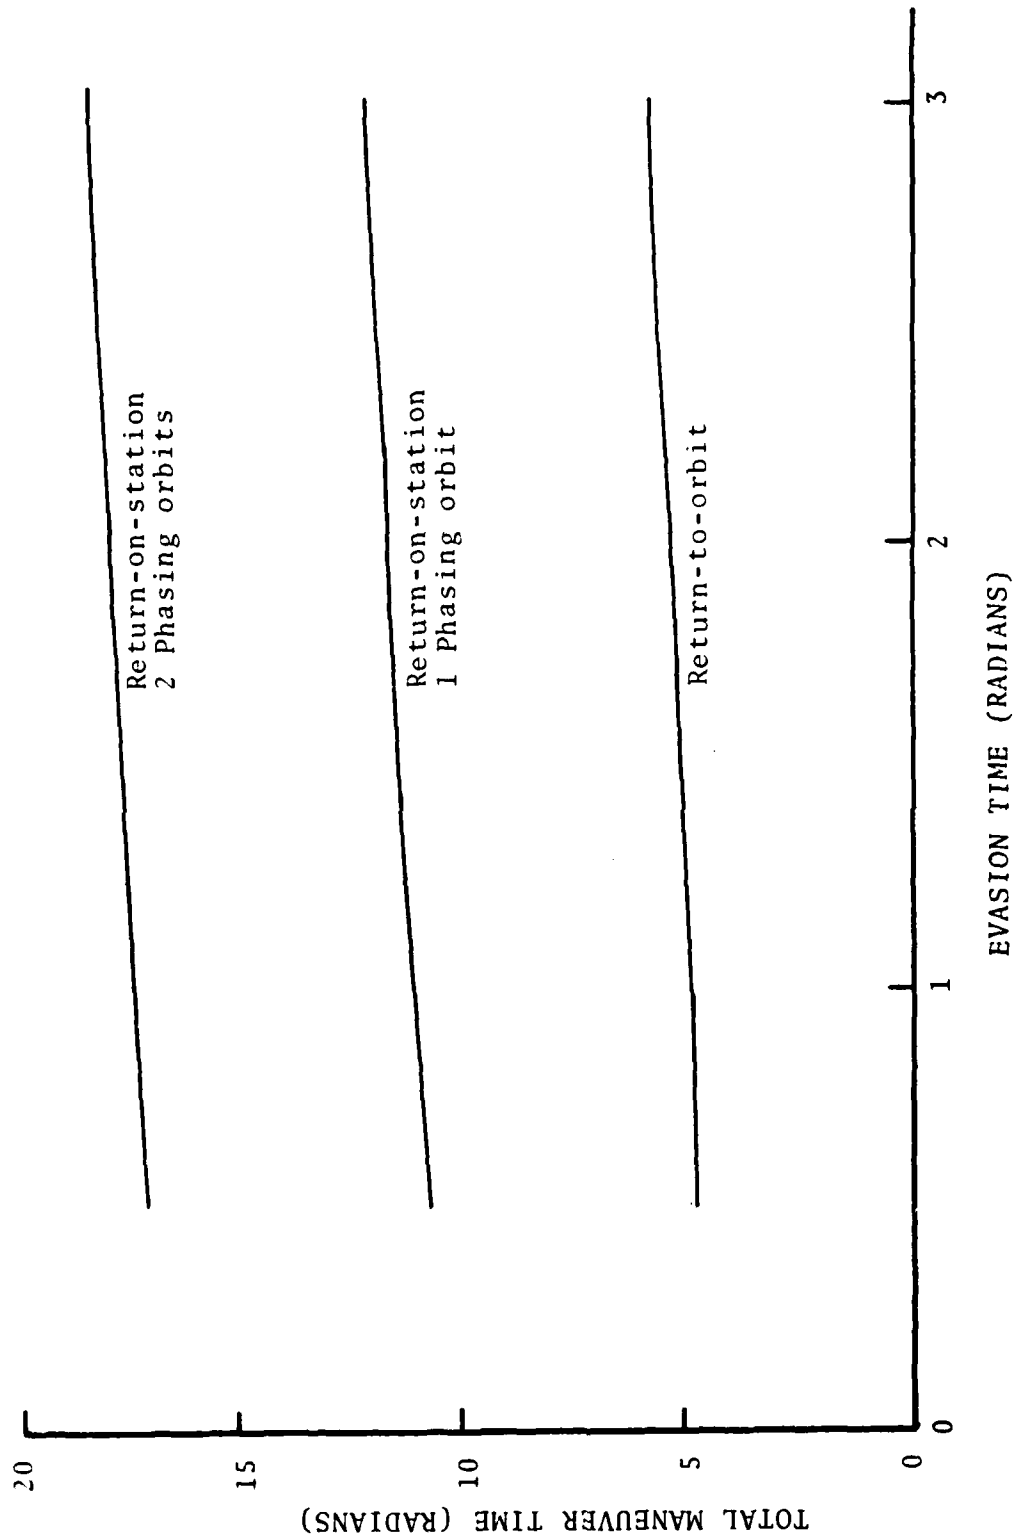 20
15
10
5
0
TOTAL MANEUVER TIME (RADIANS)
Return-on-station
2 Phasing orbits
Return-on-station
1 Phasing orbit
Return-to-orbit
0
1
2
3
EVASION TIME (RADIANS)